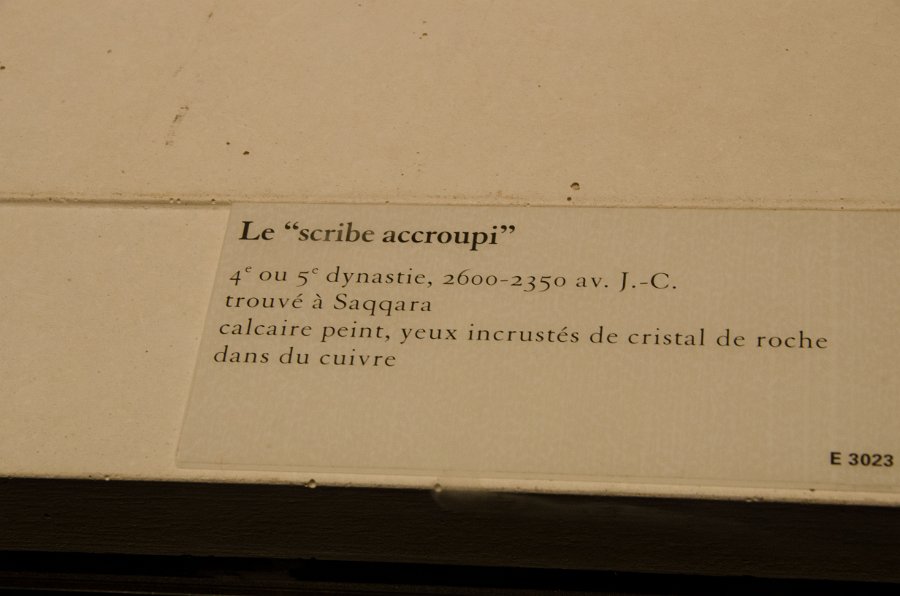 Le “scribe accroupi”
4e ou 5e dynastie, 2600-2350 av. J.-C.
trouvé à Saqqara
calcaire peint, yeux incrustés de cristal de roche
dans du cuivre
E 3023